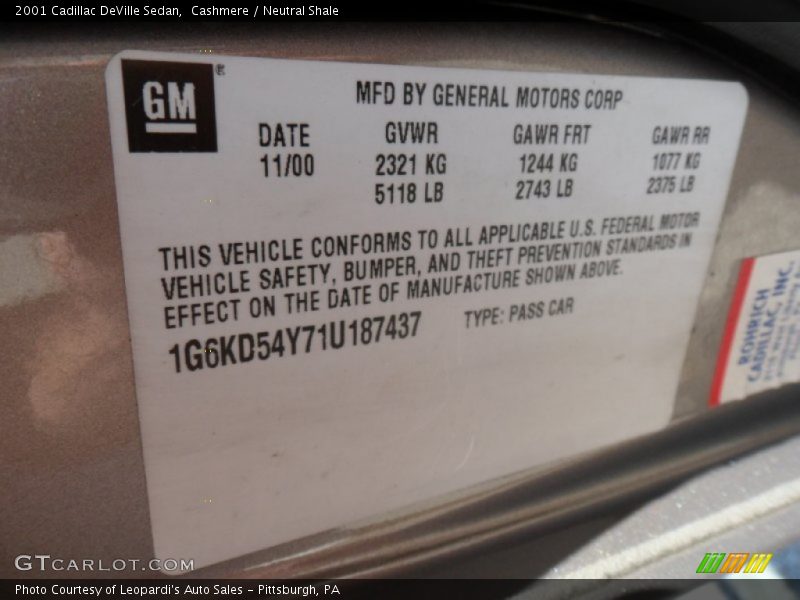 2001 Cadillac DeVille Sedan, Cashmere / Neutral Shale
GM
MFD BY GENERAL MOTORS CORP
DATE GVWR GAWR FRT GAWR RR
11/00 2321 KG 1244 KG 1077 KG
5118 LB 2743 LB 2375 LB
THIS VEHICLE CONFORMS TO ALL APPLICABLE U.S. FEDERAL MOTOR
VEHICLE SAFETY, BUMPER, AND THEFT PREVENTION STANDARDS IN
EFFECT ON THE DATE OF MANUFACTURE SHOWN ABOVE.
1G6KD54Y71U187437 TYPE: PASS CAR
ROHRICH
CADILLAC, INC.
GTCARLOT.COM
Photo Courtesy of Leopardi's Auto Sales - Pittsburgh, PA